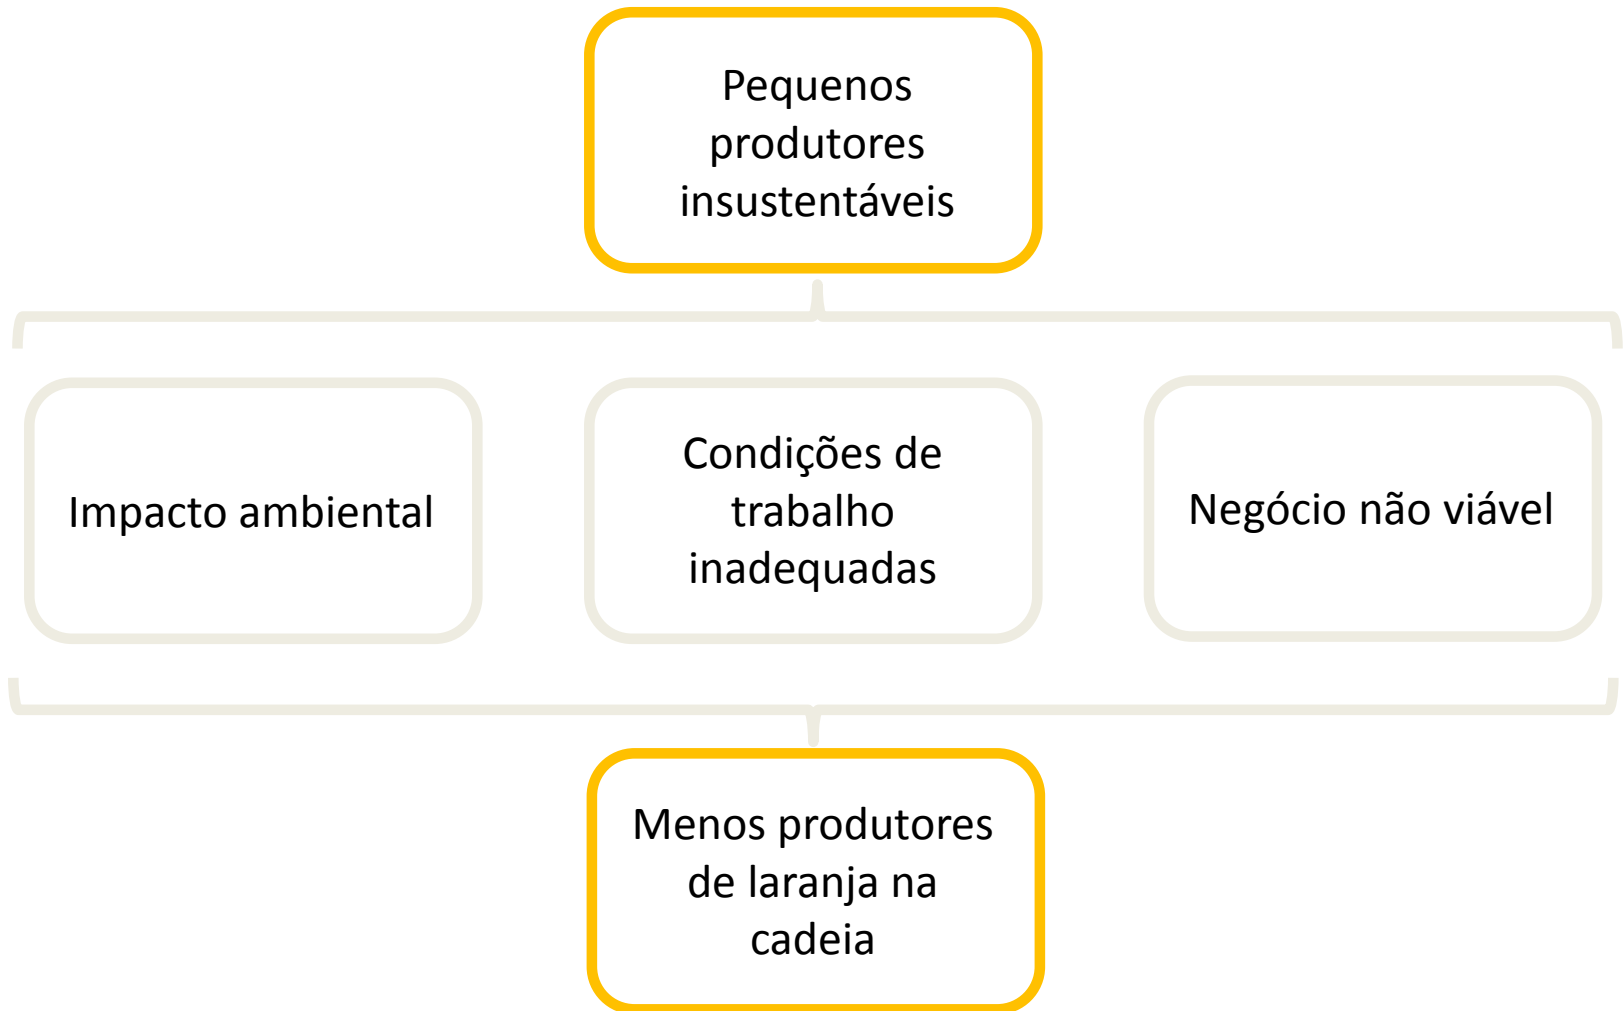 Pequenos
produtores
insustentáveis
Impacto ambiental
Condições de
trabalho
inadequadas
Negócio não viável
Menos produtores
de laranja na
cadeia